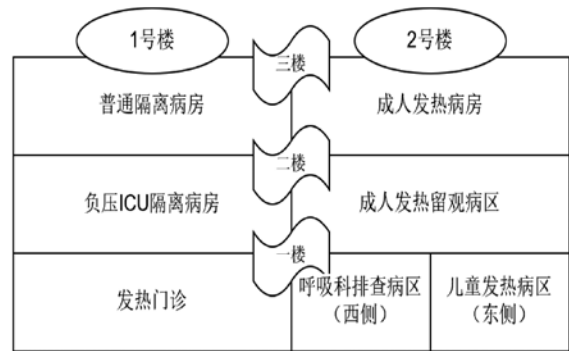 1号楼
2号楼
三楼
普通隔离病房
成人发热病房
二楼
负压ICU隔离病房
成人发热留观病区
一楼
发热门诊
呼吸科排查病区
（西侧）
儿童发热病区
（东侧）